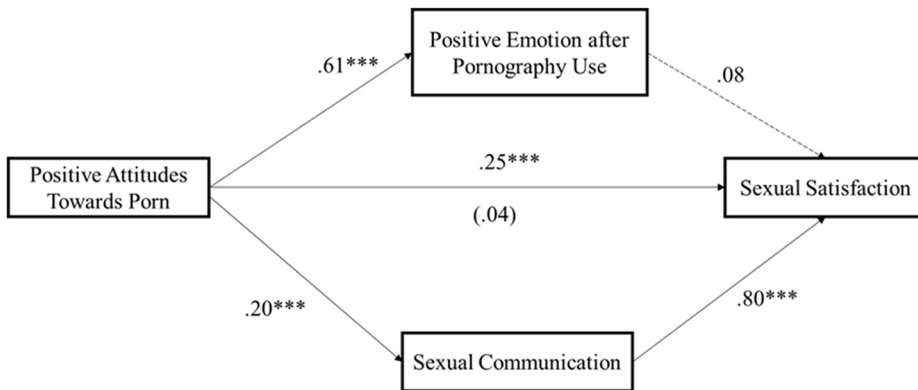 Positive Emotion after
Pornography Use
.61***
.08
Positive Attitudes
Towards Porn
.25***
(.04)
Sexual Satisfaction
.20***
.80***
Sexual Communication